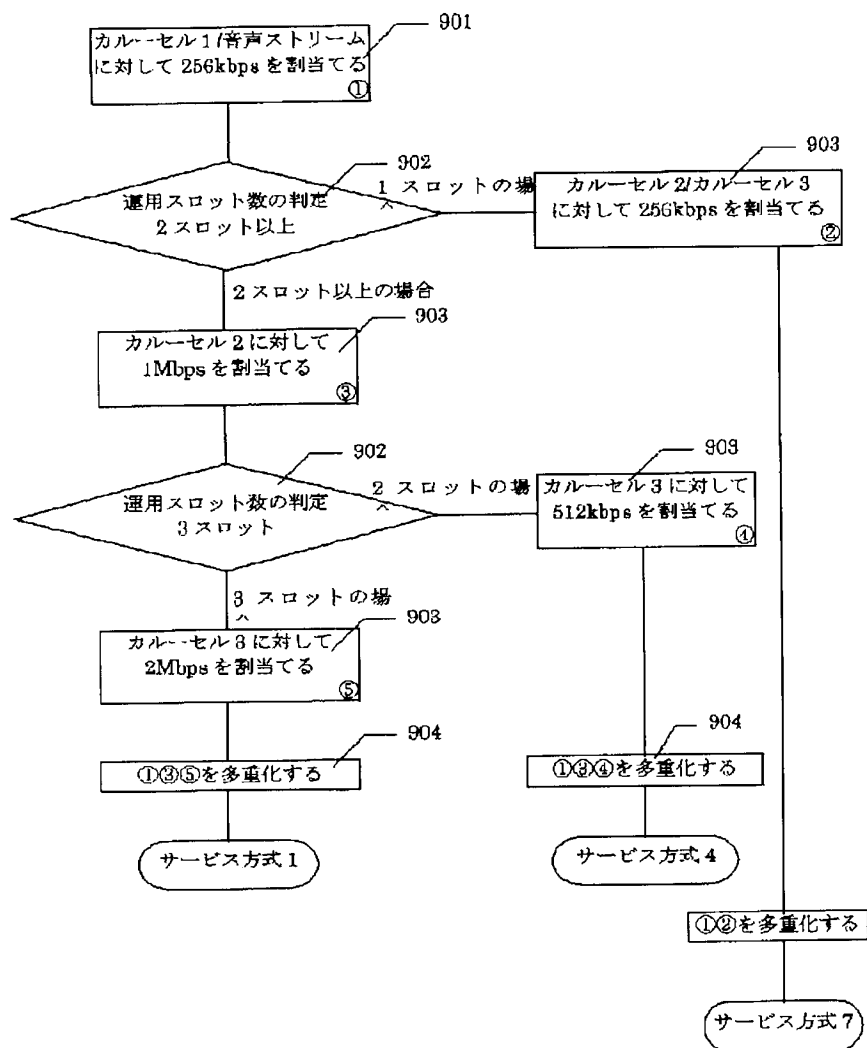 901
カルーセル1/音声ストリーム
に対して256kbpsを割当てる
①
902
運用スロット数の判定
2スロット以上
1 スロットの場
903
カルーセル2/カルーセル3
に対して256kbpsを割当てる
②
2スロット以上の場合
903
カルーセル2に対して
1Mbpsを割当てる
③
902
運用スロット数の判定
3スロット
2 スロットの場
903
カルーセル3に対して
512kbpsを割当てる
④
3 スロットの場
903
カルーセル3に対して
2Mbpsを割当てる
⑤
904
①③⑤を多重化する
904
①③④を多重化する
サービス方式1
サービス方式4
①②を多重化する
サービス方式7